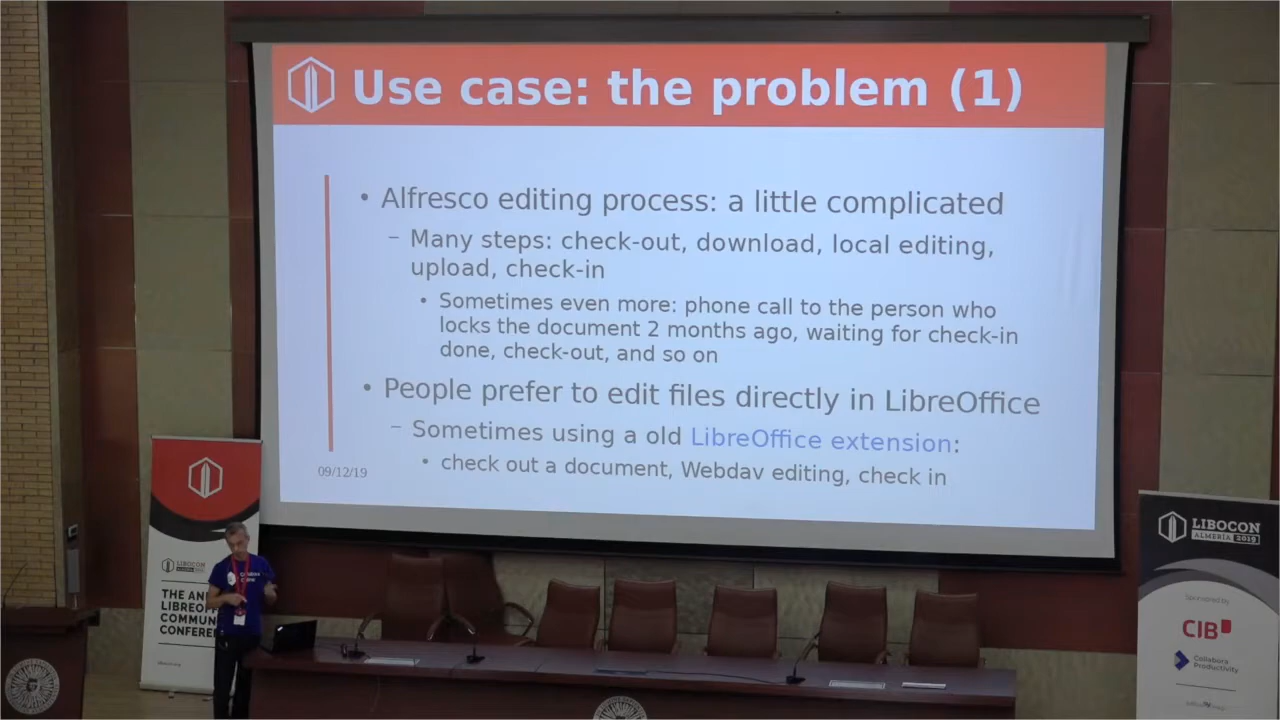 Use case: the problem (1)
• Alfresco editing process: a little complicated
– Many steps: check-out, download, local editing,
upload, check-in
• Sometimes even more: phone call to the person who
locks the document 2 months ago, waiting for check-in
done, check-out, and so on
• People prefer to edit files directly in LibreOffice
– Sometimes using a old LibreOffice extension:
• check out a document, Webdav editing, check in
09/12/19
LIBOCON
ALMERÍA 2019
THE AN
LIBREOFF
COMMUN
CONFER
LIBOCON
ALMERÍA 2019
Sponsored By
CIB
Collabora
Productivity